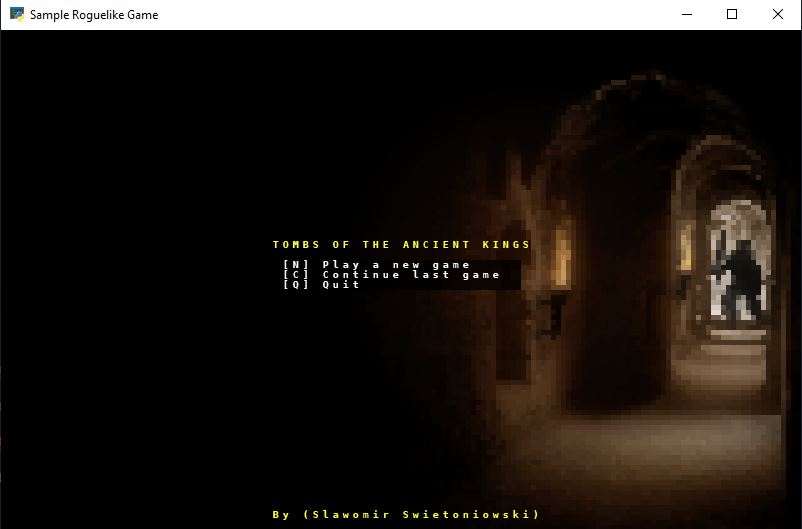 Sample Roguelike Game
TOMBS OF THE ANCIENT KINGS
[N] Play a new game
[C] Continue last game
[Q] Quit
By (Slawomir Swietoniowski)